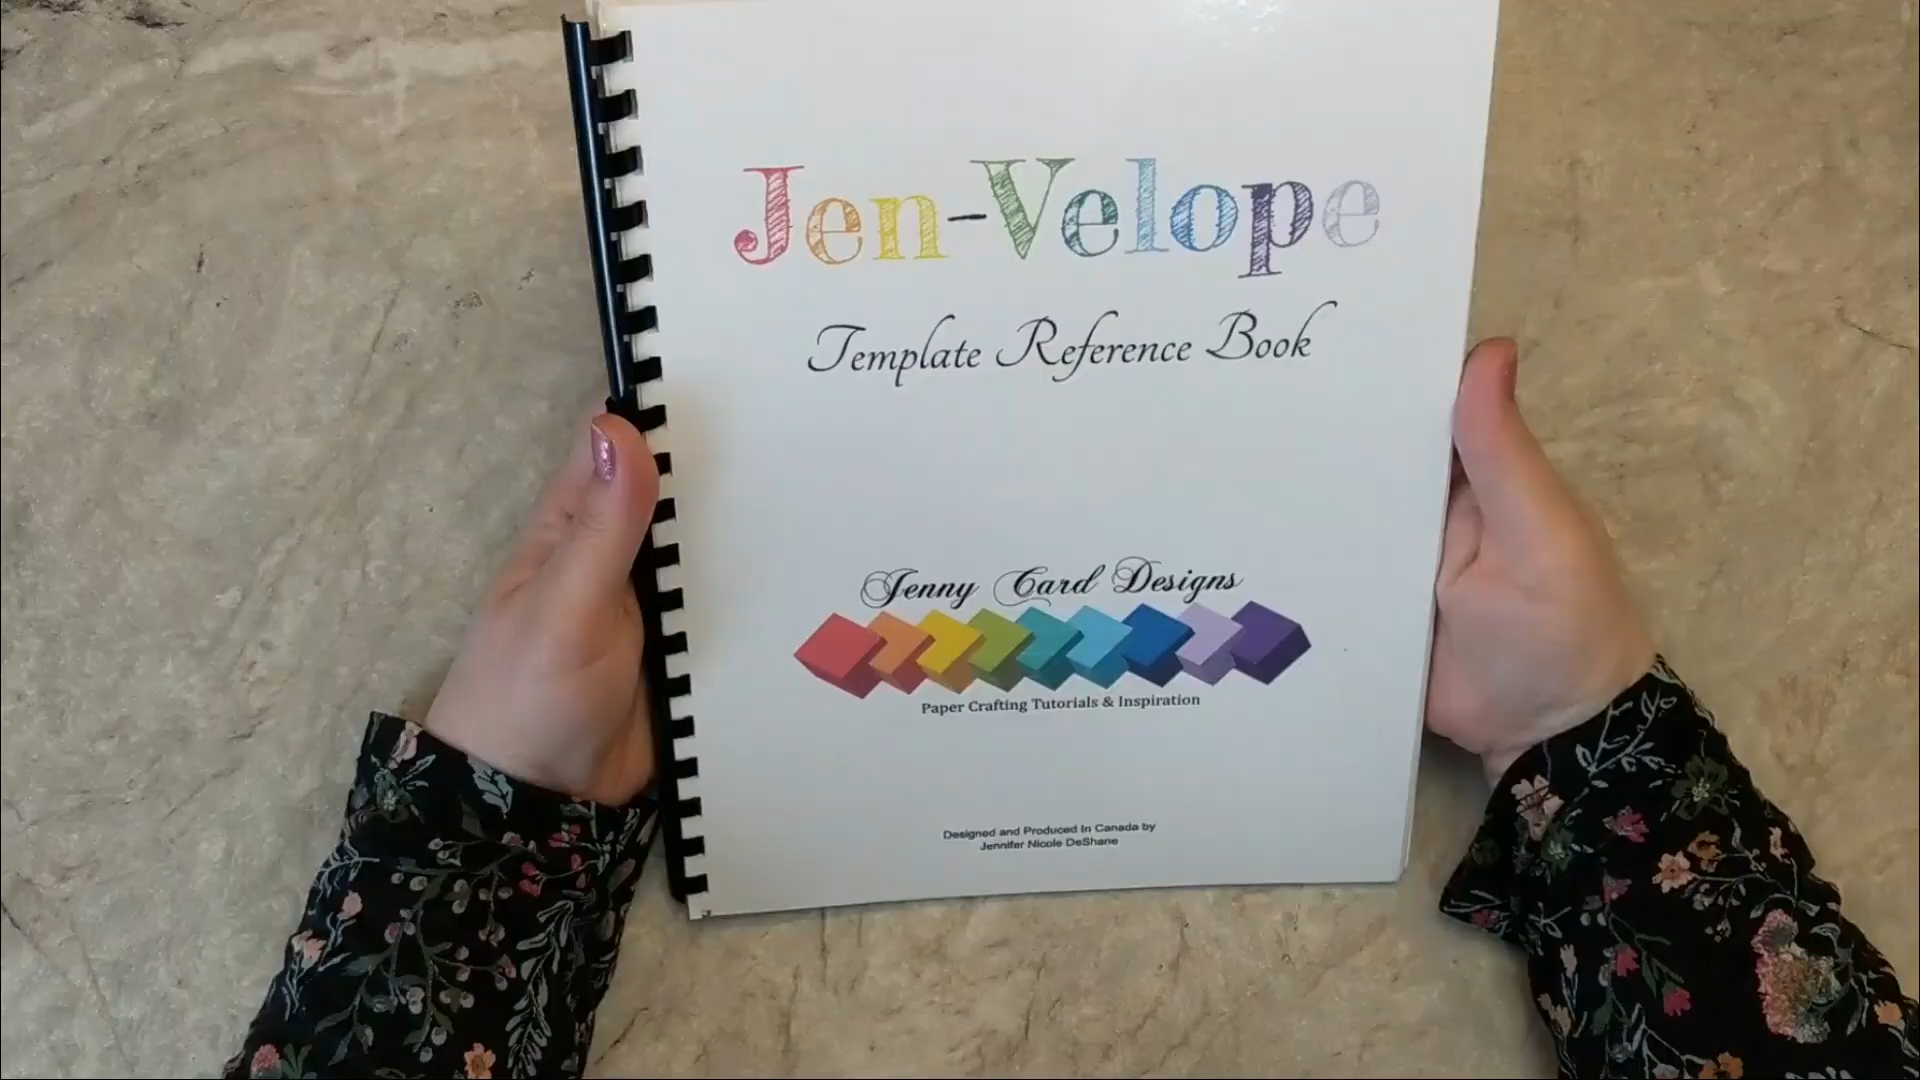 Jen-Velope
Template Reference Book
Jenny Card Designs
Paper Crafting Tutorials & Inspiration
Designed and Produced In Canada by
Jennifer Nicole DeShane